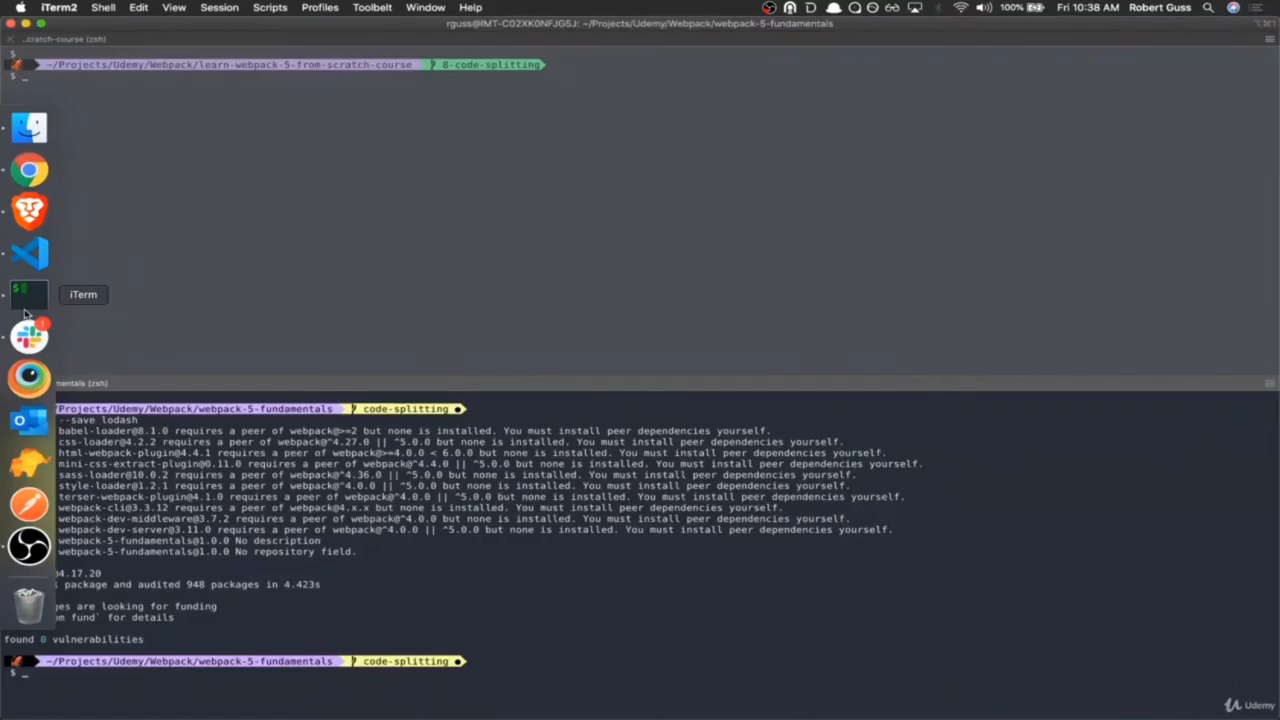 iTerm2 Shell Edit View Session Scripts Profiles Toolbelt Window Help 100% Fri 10:38 AM Robert Guss
rguss@IMT-C02XK0NFJG5J: ~/Projects/Udemy/Webpack/webpack-5-fundamentals
..cratch-course (zsh)
$
~/Projects/Udemy/Webpack/learn-webpack-5-from-scratch-course 8-code-splitting
$ _
$
iTerm
1
mentals (zsh)
/Projects/Udemy/Webpack/webpack-5-fundamentals code-splitting ●
--save lodash
babel-loader@8.1.0 requires a peer of webpack@>=2 but none is installed. You must install peer dependencies yourself.
css-loader@4.2.2 requires a peer of webpack@^4.27.0 || ^5.0.0 but none is installed. You must install peer dependencies yourself.
html-webpack-plugin@4.4.1 requires a peer of webpack@>=4.0.0 < 6.0.0 but none is installed. You must install peer dependencies yourself.
mini-css-extract-plugin@0.11.0 requires a peer of webpack@^4.4.0 || ^5.0.0 but none is installed. You must install peer dependencies yourself.
sass-loader@10.0.2 requires a peer of webpack@^4.36.0 || ^5.0.0 but none is installed. You must install peer dependencies yourself.
style-loader@1.2.1 requires a peer of webpack@^4.0.0 || ^5.0.0 but none is installed. You must install peer dependencies yourself.
terser-webpack-plugin@4.1.0 requires a peer of webpack@^4.0.0 || ^5.0.0 but none is installed. You must install peer dependencies yourself.
webpack-cli@3.3.12 requires a peer of webpack@4.x.x but none is installed. You must install peer dependencies yourself.
webpack-dev-middleware@3.7.2 requires a peer of webpack@^4.0.0 but none is installed. You must install peer dependencies yourself.
webpack-dev-server@3.11.0 requires a peer of webpack@^4.0.0 || ^5.0.0 but none is installed. You must install peer dependencies yourself.
webpack-5-fundamentals@1.0.0 No description
webpack-5-fundamentals@1.0.0 No repository field.
@4.17.20
package and audited 948 packages in 4.423s
ges are looking for funding
om fund` for details
found 0 vulnerabilities
~/Projects/Udemy/Webpack/webpack-5-fundamentals code-splitting ●
$ _
Udemy